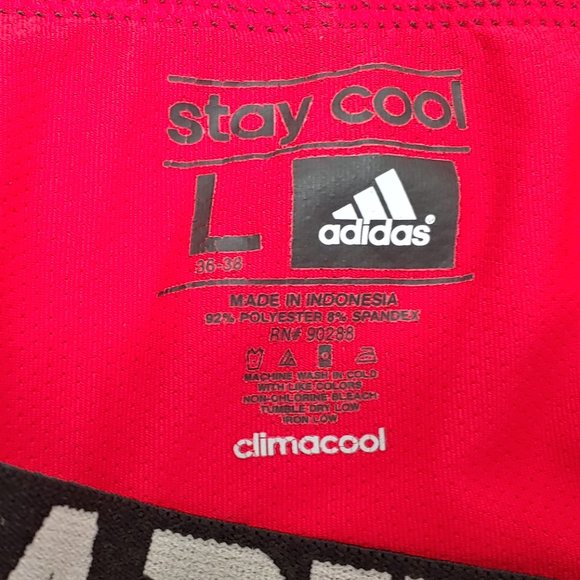 stay cool
L
adidas®
36-38
MADE IN INDONESIA
92% POLYESTER 8% SPANDEX
RN# 90288
MACHINE WASH IN COLD
WITH LIKE COLORS
NON-CHLORINE BLEACH
TUMBLE DRY LOW
IRON LOW
climacool